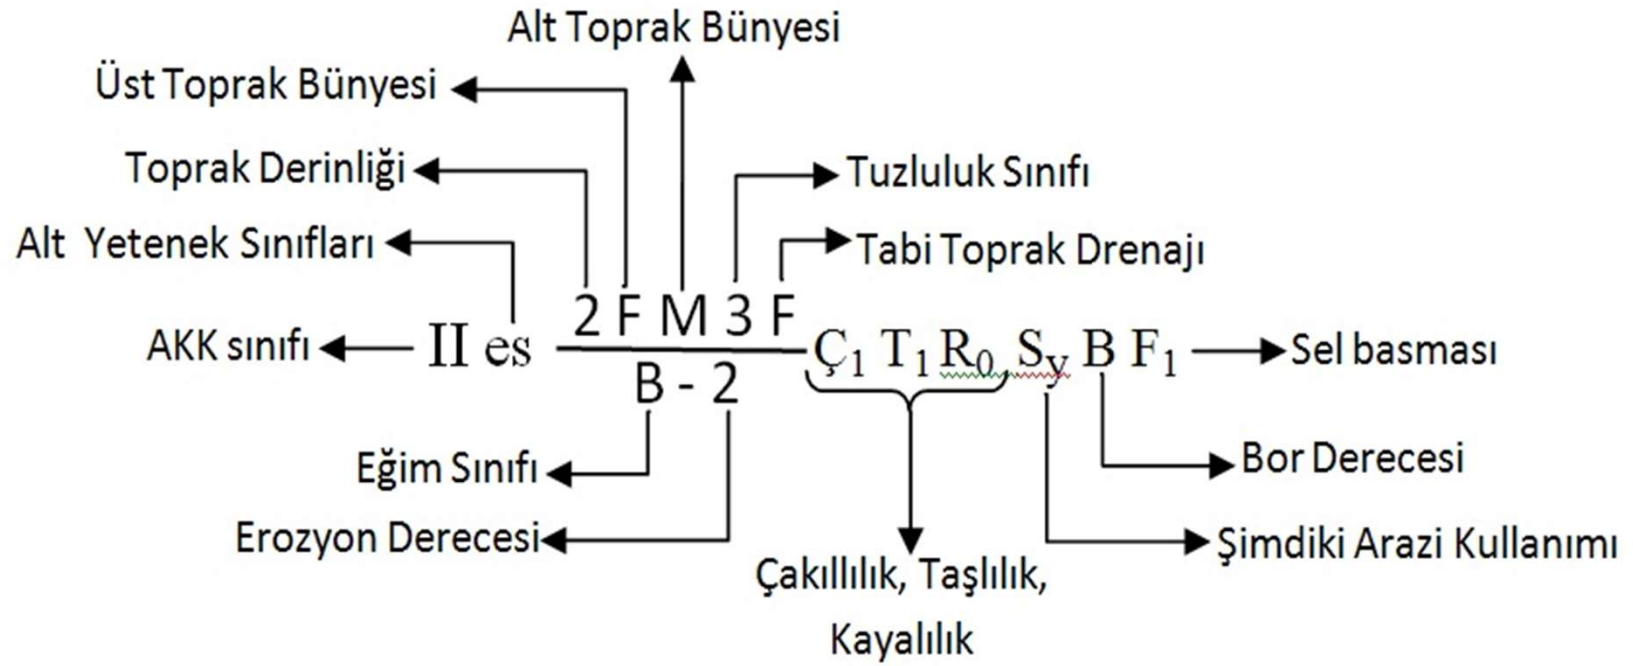 Alt Toprak Bünyesi
Üst Toprak Bünyesi
Toprak Derinliği
Tuzluluk Sınıfı
Alt Yetenek Sınıfları
Tabi Toprak Drenajı
2 F M 3 F
AKK sınıfı
II es
Ç₁ T₁ R₀ Sᵧ B F₁
Sel basması
B - 2
Eğim Sınıfı
Bor Derecesi
Erozyon Derecesi
Şimdiki Arazi Kullanımı
Çakıllılık, Taşlılık,
Kayalılık